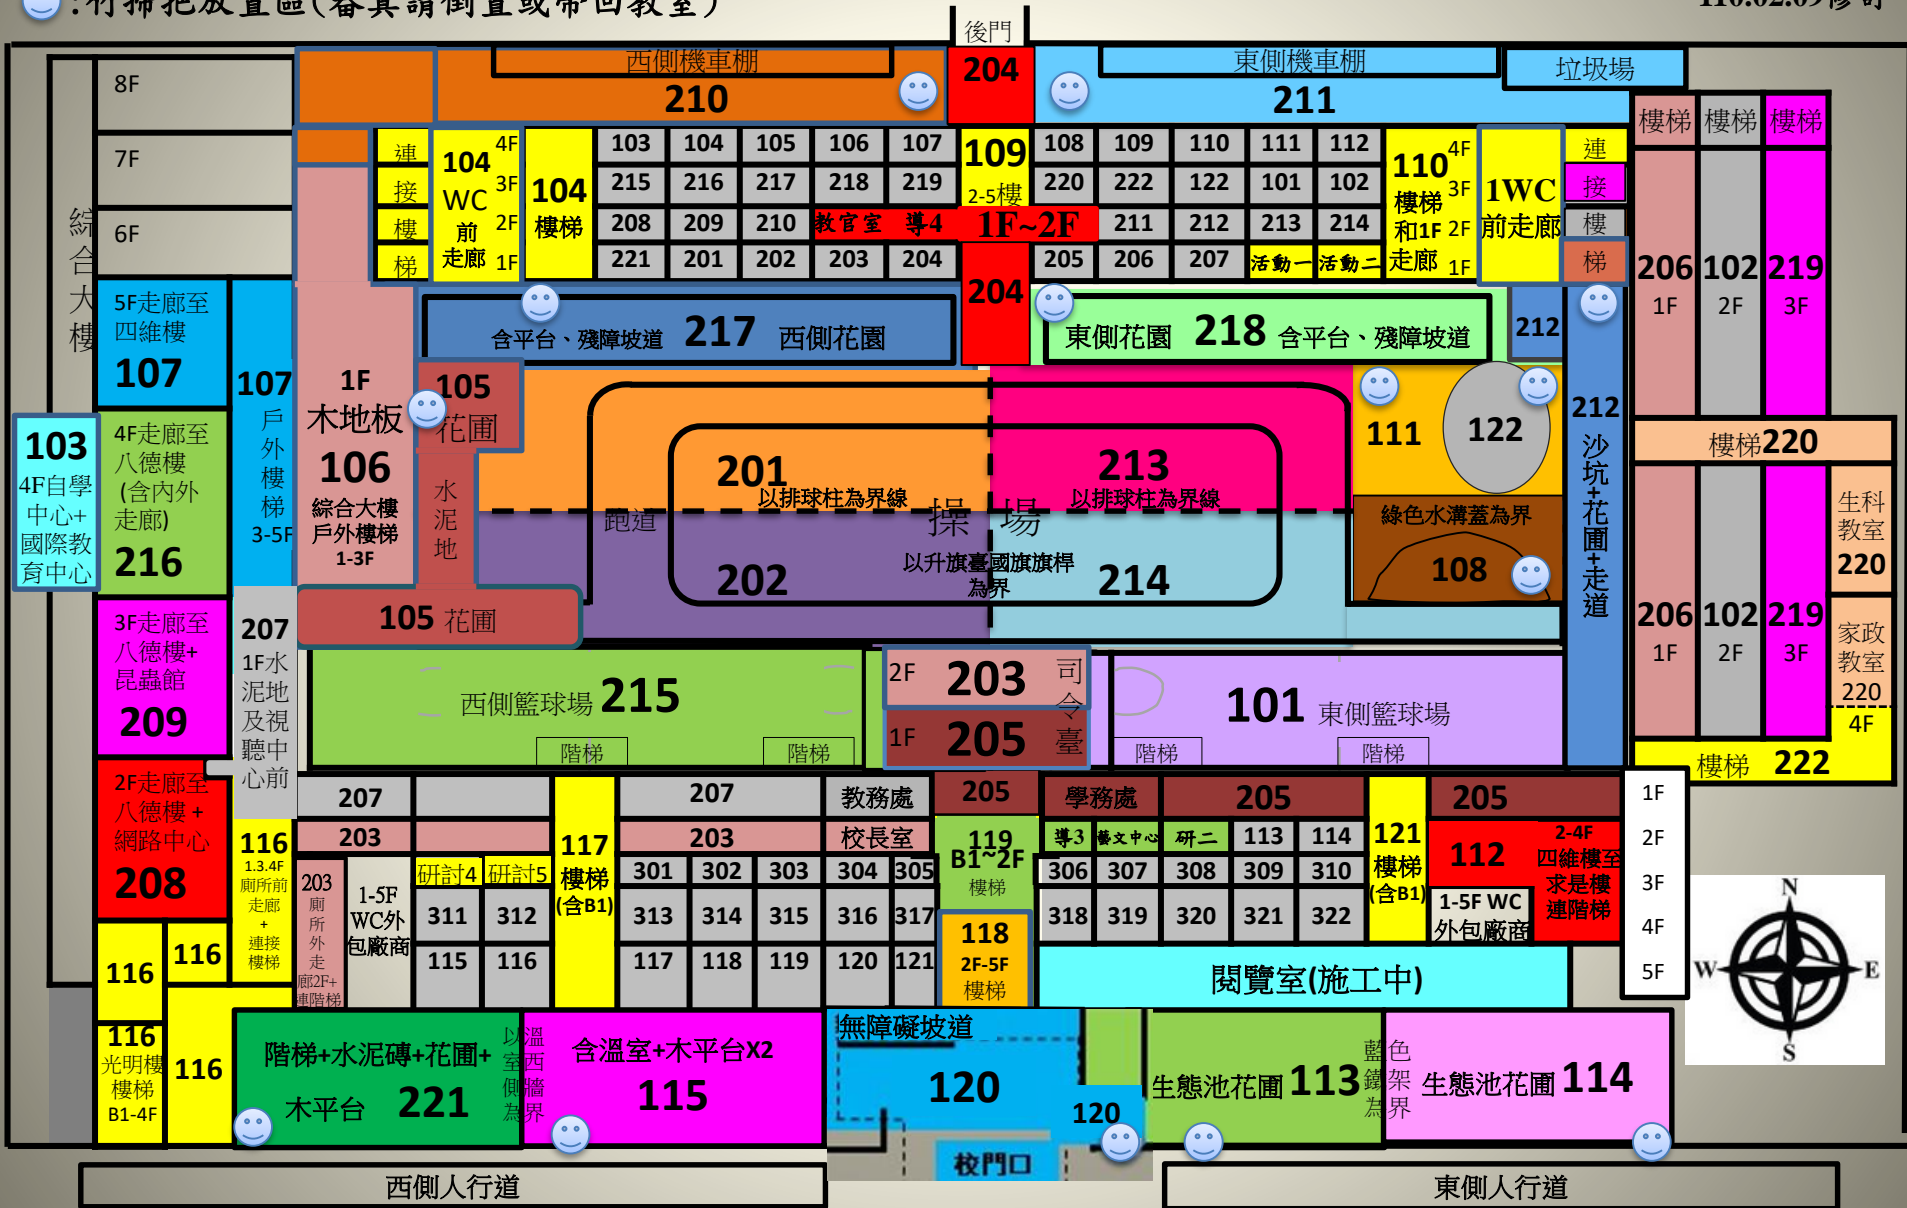 :竹掃把放置區(畚箕請倒置或帶回教室)
110.02.09修訂
後門
西側機車棚
210
204
東側機車棚
211
垃圾場
綜合大樓
8F
7F
6F
5F走廊至
四維樓
107
4F走廊至
八德樓
(含內外
走廊)
216
3F走廊至
八德樓+
昆蟲館
209
2F走廊至
八德樓 +
網路中心
208
103
4F自學
中心+
國際教
育中心
107
戶外樓梯
3-5F
207
1F水
泥地
及視
聽中
心前
116
1.3.4F
廁所前
走廊
+
連接
樓梯
116
116
116
光明樓
樓梯
B1-4F
116
連
接
樓
梯
104
WC
前
走廊
4F
3F
2F
1F
104
樓梯
103 104 105 106 107
215 216 217 218 219
208 209 210 教官室 導4
221 201 202 203 204
109
2-5樓
1F~2F
204
108 109 110 111 112
220 222 122 101 102
211 212 213 214
205 206 207 活動一 活動二
110
樓梯
和1F
走廊
4F
3F
2F
1F
1WC
前走廊
連
接
樓
梯
樓梯 樓梯 樓梯
206 102 219
1F 2F 3F
樓梯220
206 102 219
1F 2F 3F
生科
教室
220
家政
教室
220
4F
樓梯 222
含平台、殘障坡道 217 西側花園
東側花園 218 含平台、殘障坡道
212
212
沙坑+花圃+走道
1F
木地板
106
綜合大樓
戶外樓梯
1-3F
105
花圃
水泥地
105 花圃
201
以排球柱為界線
213
以排球柱為界線
跑道
操場
202
以升旗臺國旗旗桿
為界
214
111
122
綠色水溝蓋為界
108
西側籃球場 215
階梯
階梯
2F 203
1F 205
司令臺
101 東側籃球場
階梯
階梯
207
207
教務處
205
學務處
205
205
203
203
校長室
203
廁所外走廊2F+連階梯
1-5F
WC外
包廠商
研討4 研討5
311 312
115 116
117
樓梯
(含B1)
301 302 303 304 305
313 314 315 316 317
117 118 119 120 121
119
B1~2F
樓梯
118
2F-5F
樓梯
導3 藝文中心 研二 113 114
306 307 308 309 310
318 319 320 321 322
121
樓梯
(含B1)
112
2-4F
四維樓至
求是樓
連階梯
1-5F WC
外包廠商
閱覽室(施工中)
1F
2F
3F
4F
5F
N
W
E
S
階梯+水泥磚+花圃+
木平台 221
以溫室西側牆為界
含溫室+木平台X2
115
無障礙坡道
120
120
校門口
生態池花圃 113
藍色鐵架為界
生態池花圃 114
西側人行道
東側人行道